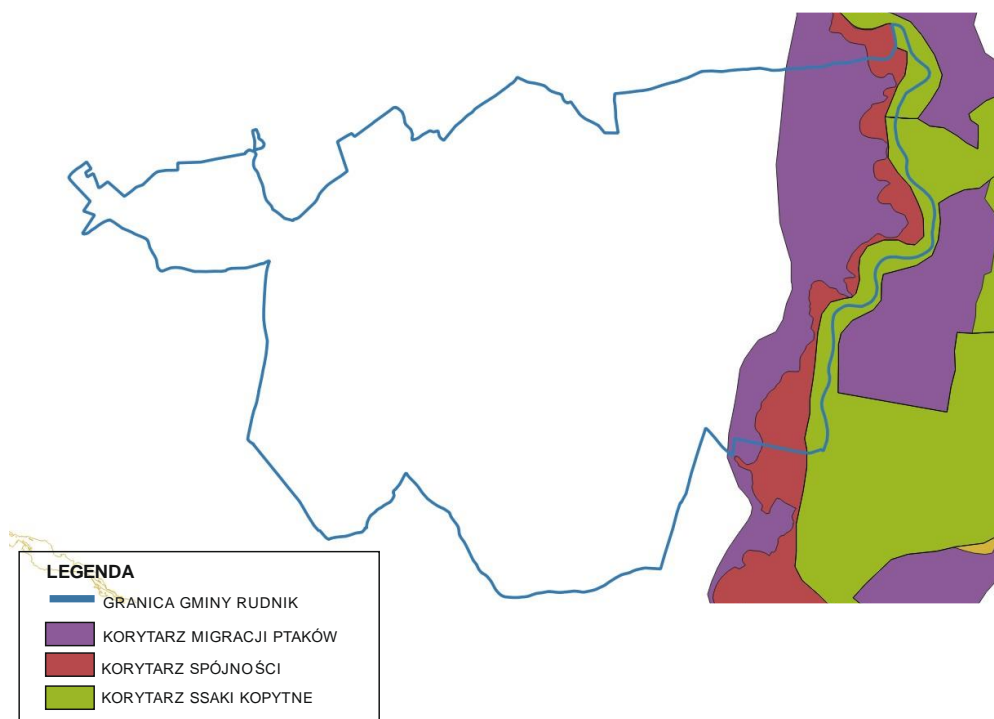 LEGENDA
GRANICA GMINY RUDNIK
KORYTARZ MIGRACJI PTAKÓW
KORYTARZ SPÓJNOŚCI
KORYTARZ SSAKI KOPYTNE